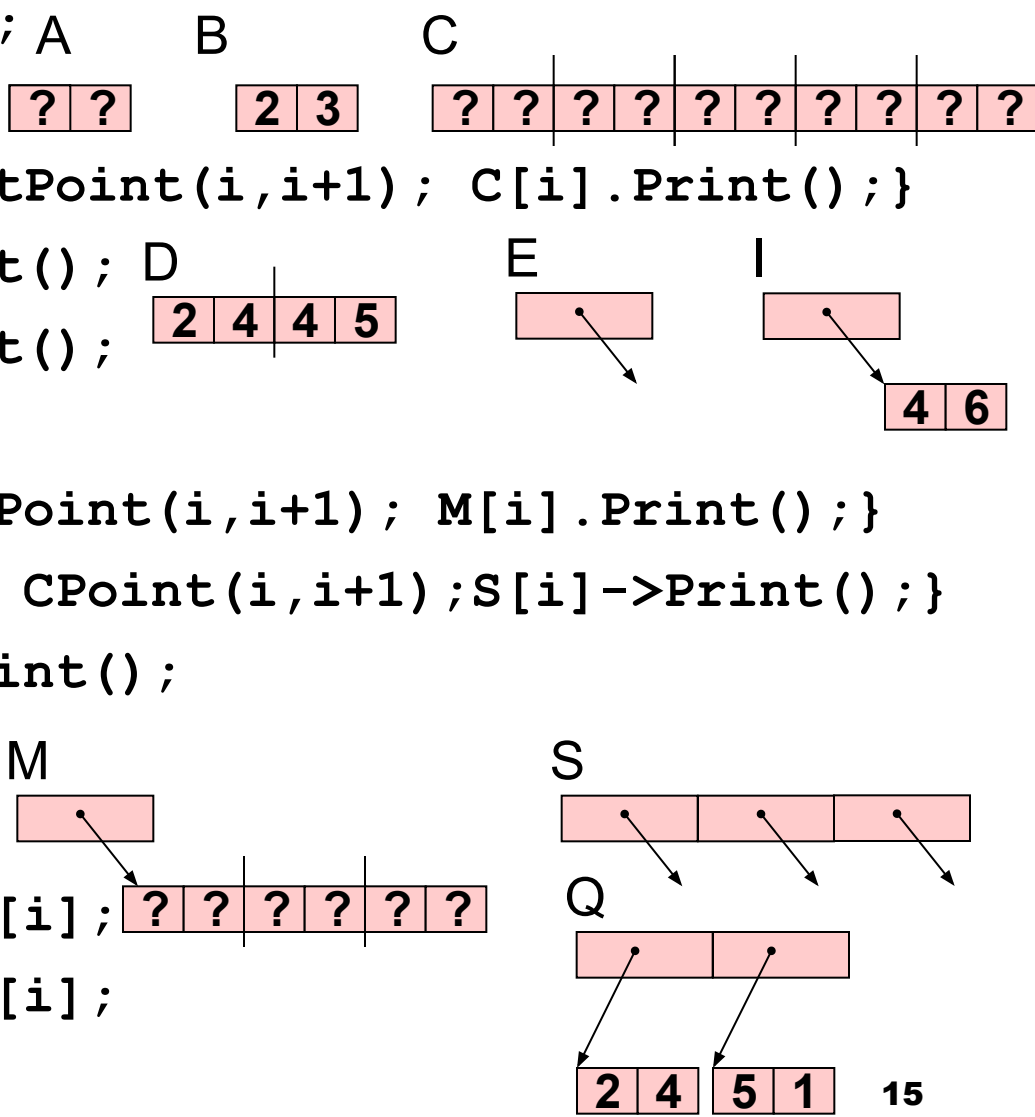 ; A B C
? ? 2 3 ? ? ? ? ? ? ? ? ? ?
tPoint(i,i+1); C[i].Print();}
t(); D E I
2 4 4 5
t();
4 6
Point(i,i+1); M[i].Print();}
CPoint(i,i+1);S[i]->Print();}
int();
M S
[i]; ? ? ? ? ? ? Q
[i];
2 4 5 1 15